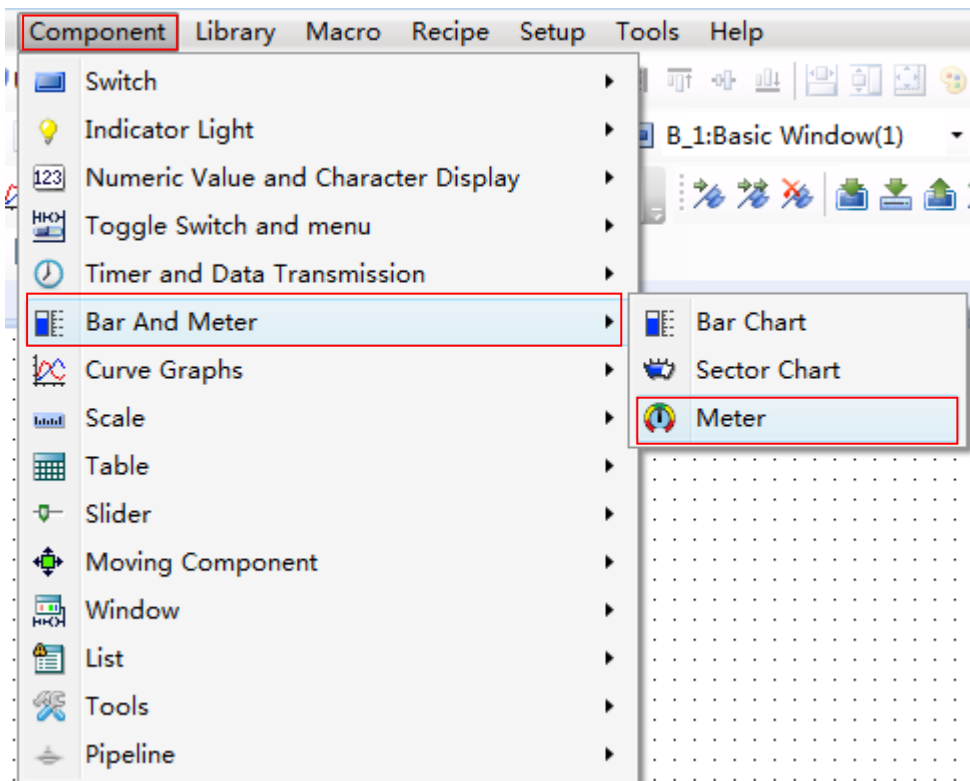 Component Library Macro Recipe Setup Tools Help
Switch
Indicator Light
B_1:Basic Window(1)
123 Numeric Value and Character Display
Toggle Switch and menu
Timer and Data Transmission
Bar And Meter
Bar Chart
Curve Graphs
Sector Chart
Scale
Meter
Table
Slider
Moving Component
Window
List
Tools
Pipeline